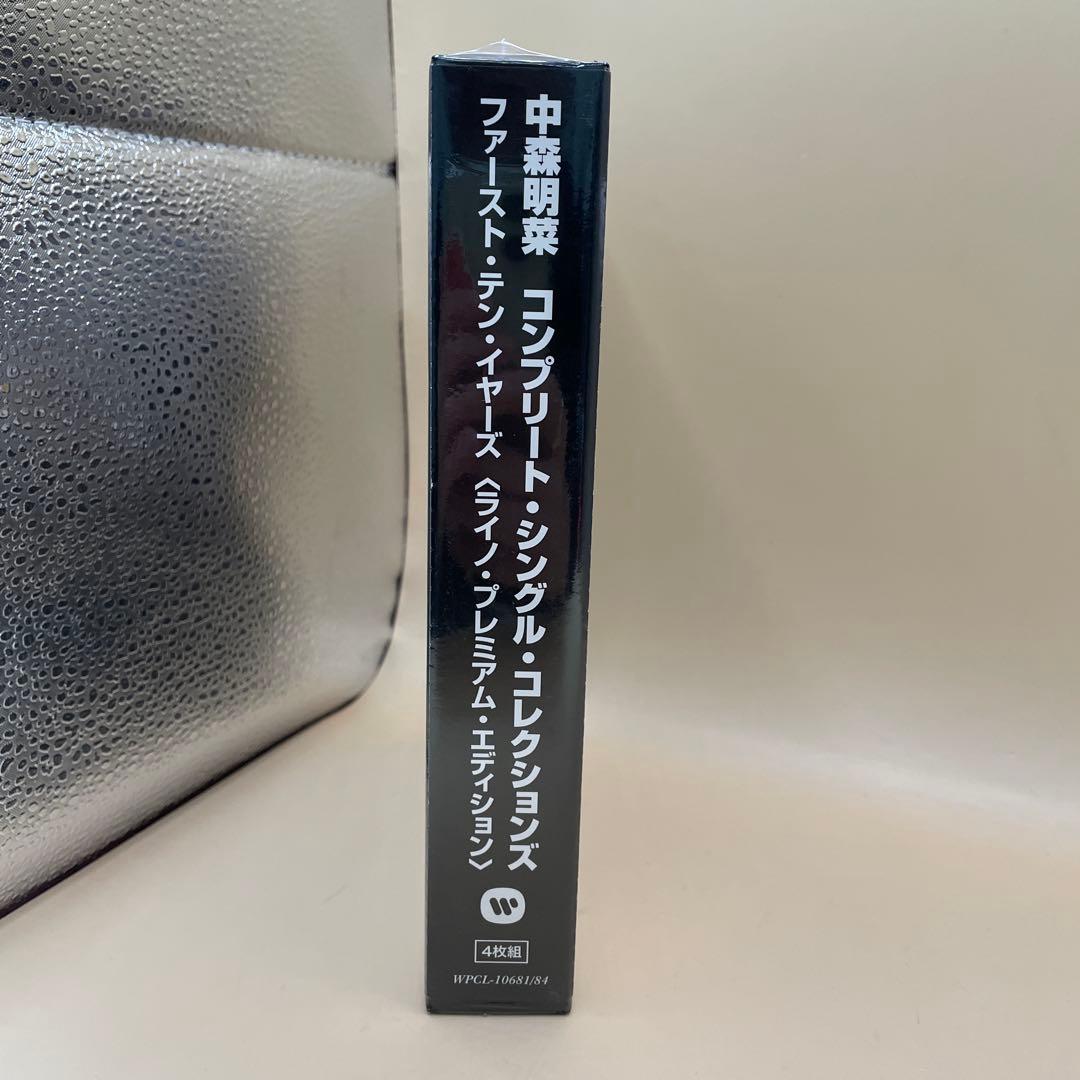 中森明菜　コンプリート・シングル・コレクションズ
ファースト・テン・イヤーズ〈ライノ・プレミアム・エディション〉
4枚組
WPCL-10681/84